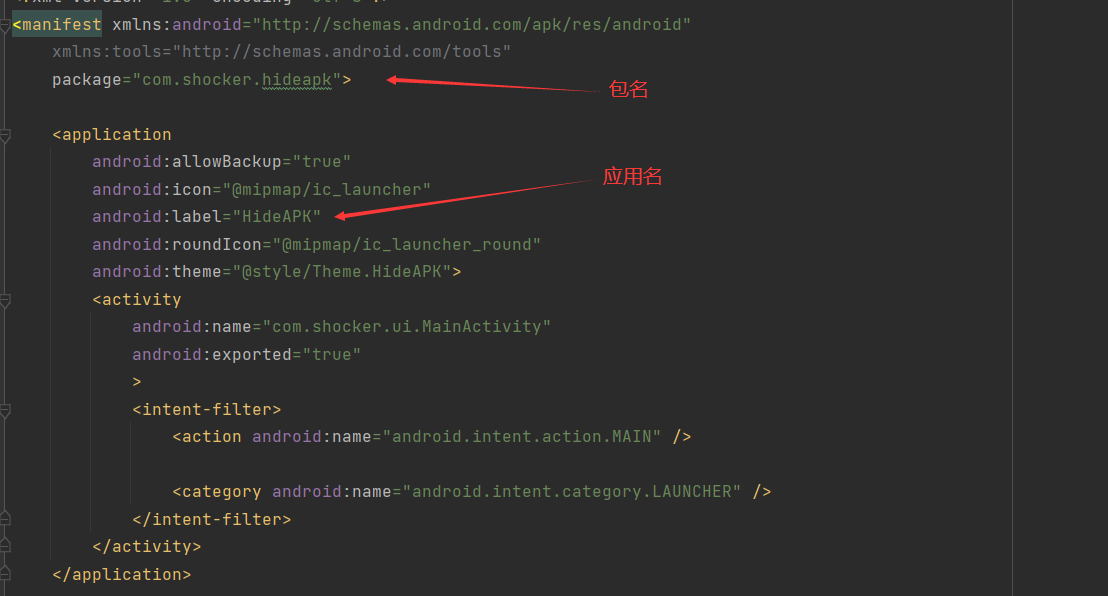 <manifest xmlns:android="http://schemas.android.com/apk/res/android"
xmlns:tools="http://schemas.android.com/tools"
package="com.shocker.hideapk">
包名
<application
android:allowBackup="true"
应用名
android:icon="@mipmap/ic_launcher"
android:label="HideAPK"
android:roundIcon="@mipmap/ic_launcher_round"
android:theme="@style/Theme.HideAPK">
<activity
android:name="com.shocker.ui.MainActivity"
android:exported="true"
>
<intent-filter>
<action android:name="android.intent.action.MAIN" />
<category android:name="android.intent.category.LAUNCHER" />
</intent-filter>
</activity>
</application>